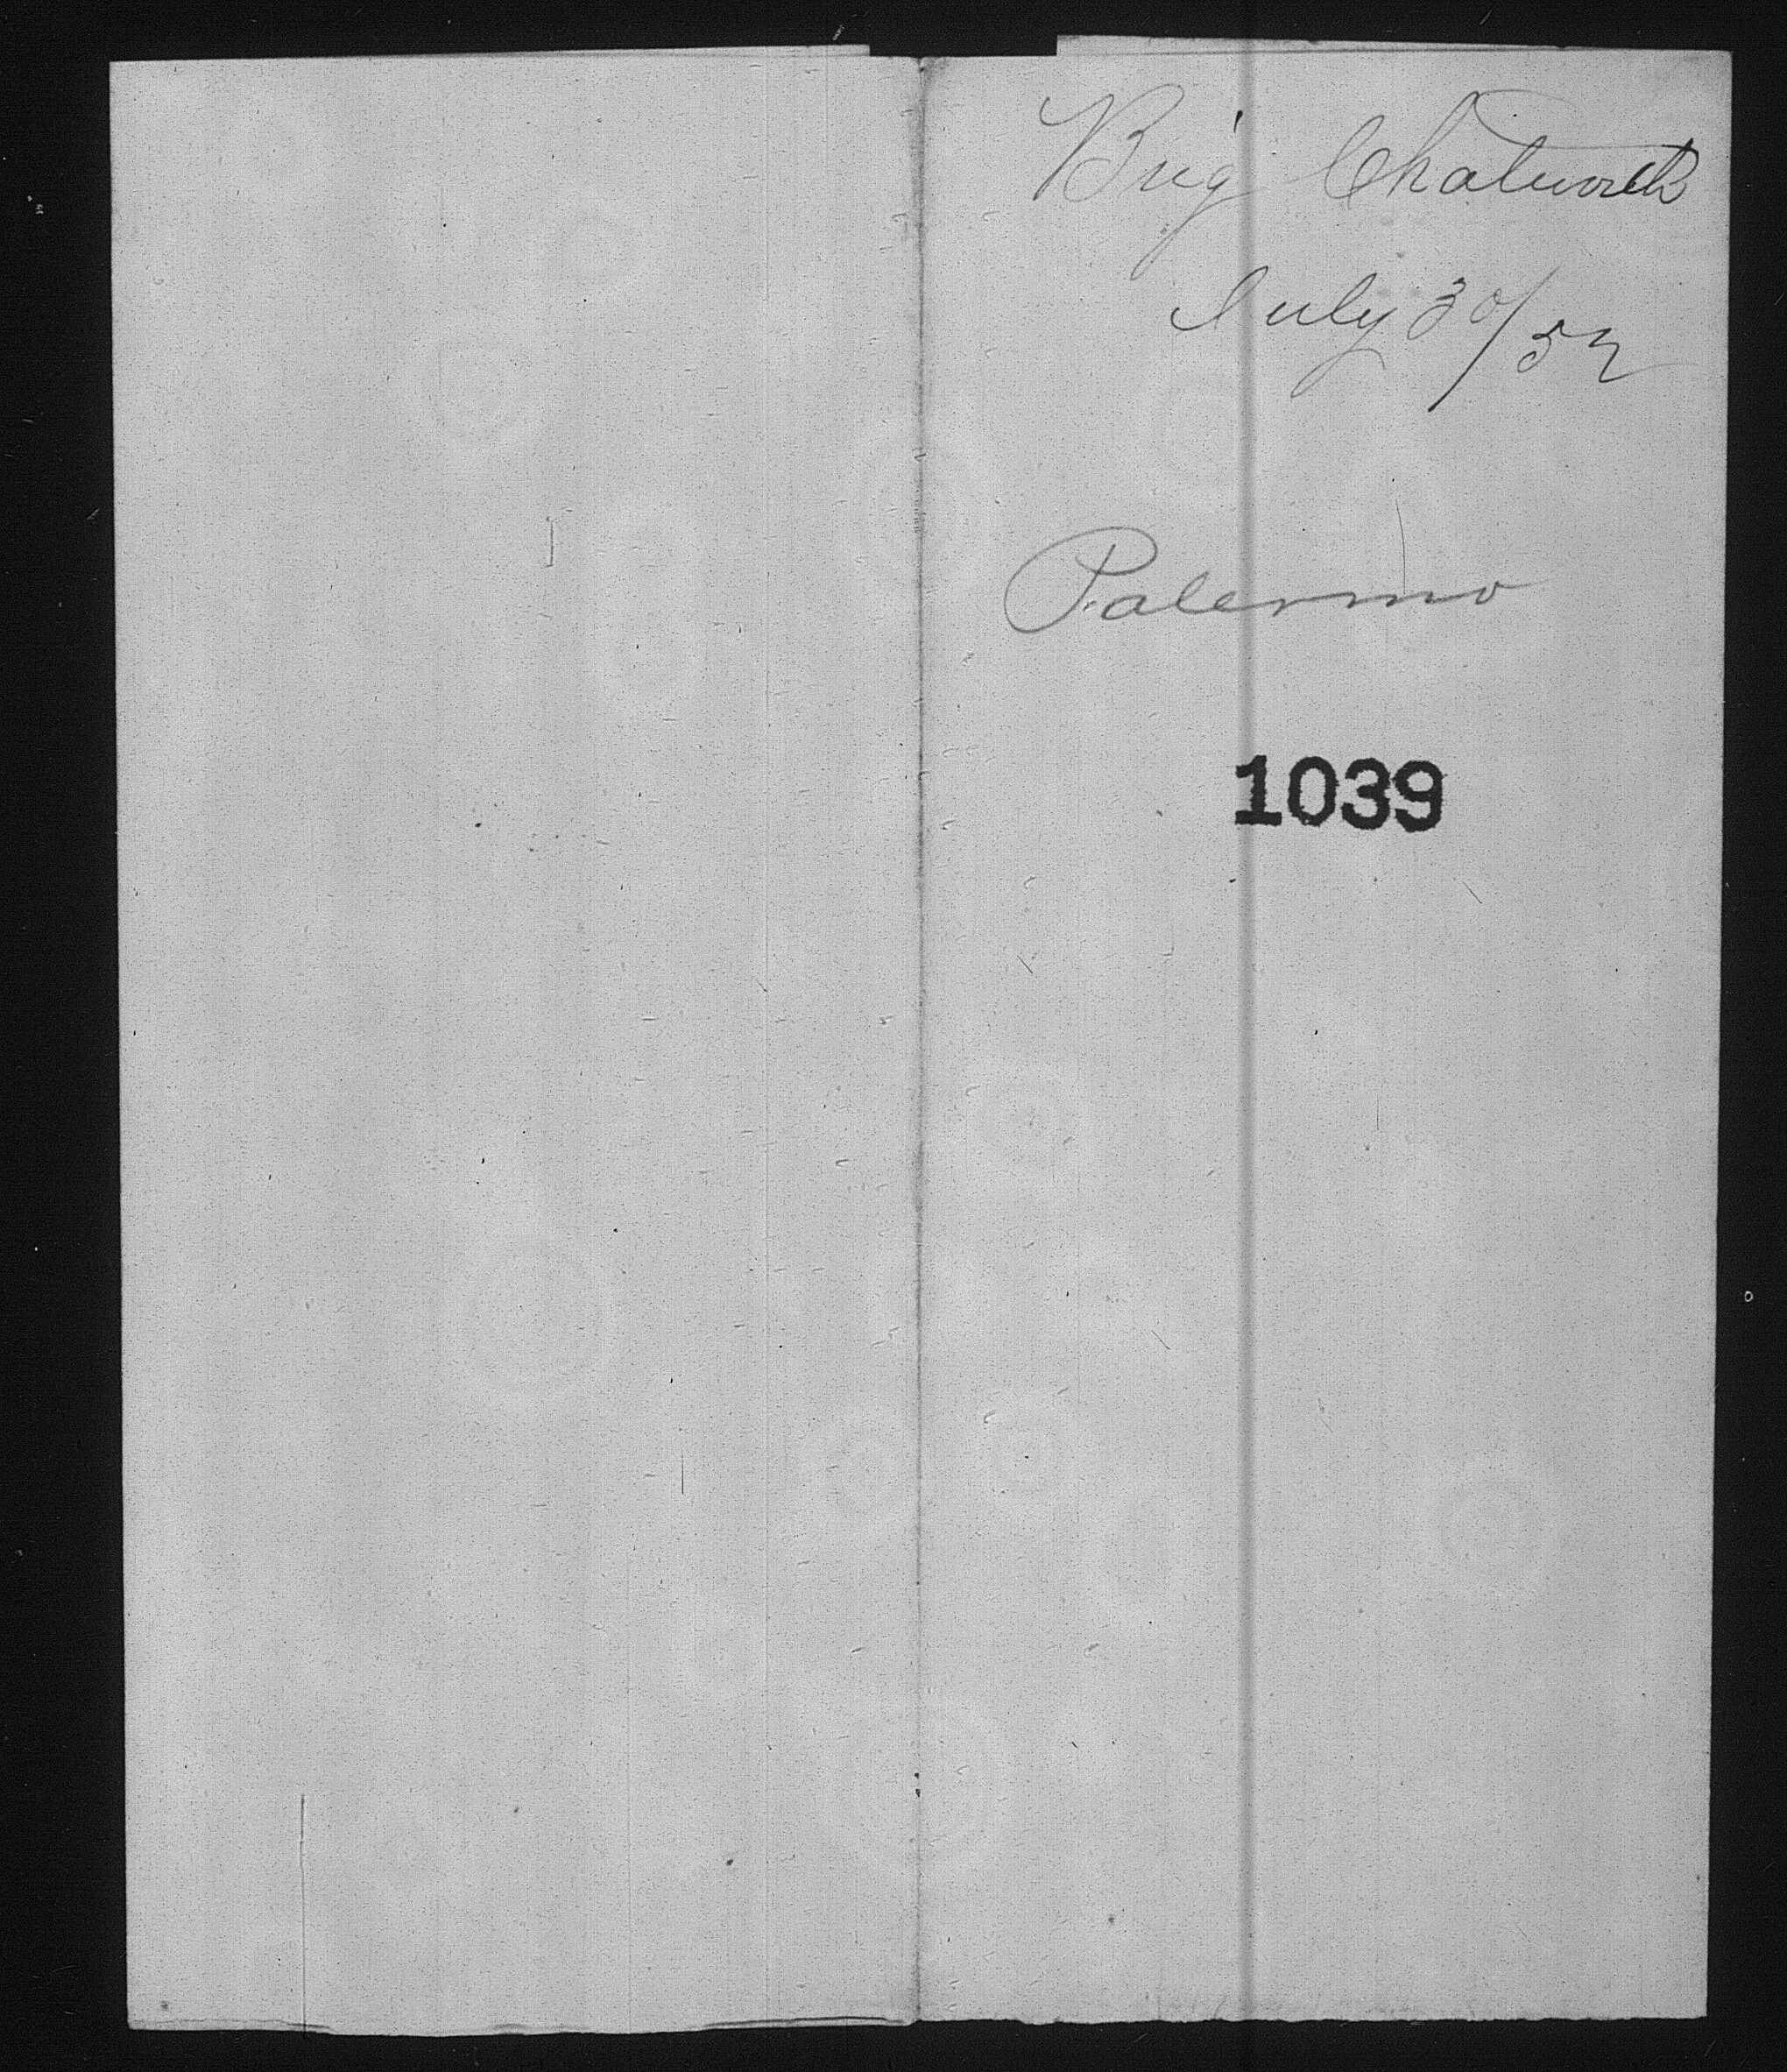 Brig Chatworth
July 30/52
Palermo
1039